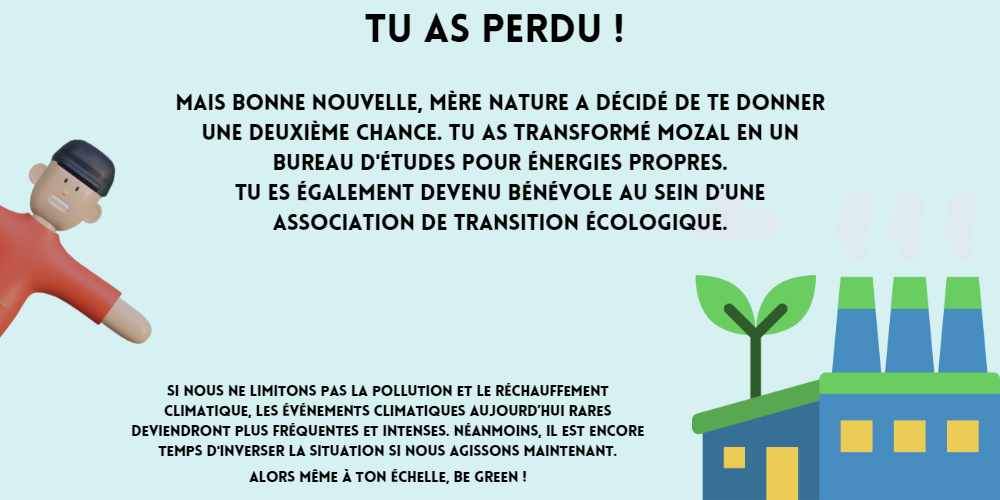 TU AS PERDU !
MAIS BONNE NOUVELLE, MÈRE NATURE A DÉCIDÉ DE TE DONNER
UNE DEUXIÈME CHANCE. TU AS TRANSFORMÉ MOZAL EN UN
BUREAU D'ÉTUDES POUR ÉNERGIES PROPRES.
TU ES ÉGALEMENT DEVENU BÉNÉVOLE AU SEIN D'UNE
ASSOCIATION DE TRANSITION ÉCOLOGIQUE.
SI NOUS NE LIMITONS PAS LA POLLUTION ET LE RÉCHAUFFEMENT
CLIMATIQUE, LES ÉVÉNEMENTS CLIMATIQUES AUJOURD'HUI RARES
DEVIENDRONT PLUS FRÉQUENTES ET INTENSES. NÉANMOINS, IL EST ENCORE
TEMPS D'INVERSER LA SITUATION SI NOUS AGISSONS MAINTENANT.
ALORS MÊME À TON ÉCHELLE, BE GREEN !